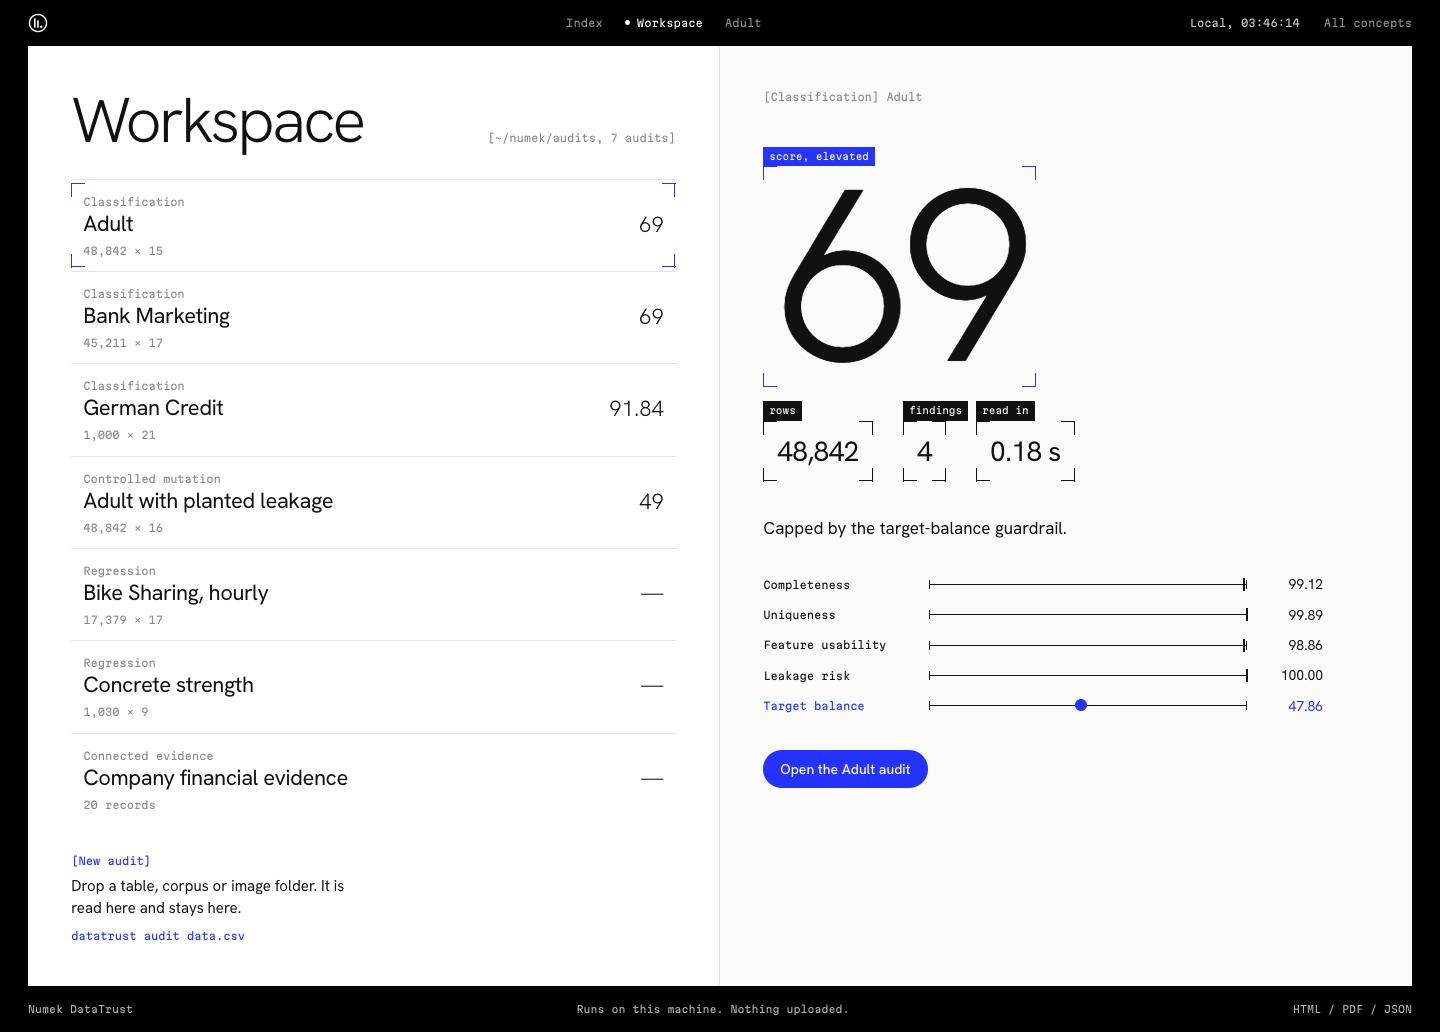 Index
Workspace
Adult
Local, 03:46:14
All concepts
Workspace
[~/numek/audits, 7 audits]
Classification
Adult
69
48,842 × 15
Classification
Bank Marketing
69
45,211 × 17
Classification
German Credit
91.84
1,000 × 21
Controlled mutation
Adult with planted leakage
49
48,842 × 16
Regression
Bike Sharing, hourly
—
17,379 × 17
Regression
Concrete strength
—
1,030 × 9
Connected evidence
Company financial evidence
—
20 records
[New audit]
Drop a table, corpus or image folder. It is
read here and stays here.
datatrust audit data.csv
[Classification] Adult
score, elevated
69
rows
48,842
findings
4
read in
0.18 s
Capped by the target-balance guardrail.
Completeness 99.12
Uniqueness 99.89
Feature usability 98.86
Leakage risk 100.00
Target balance 47.86
Open the Adult audit
Numek DataTrust
Runs on this machine. Nothing uploaded.
HTML / PDF / JSON